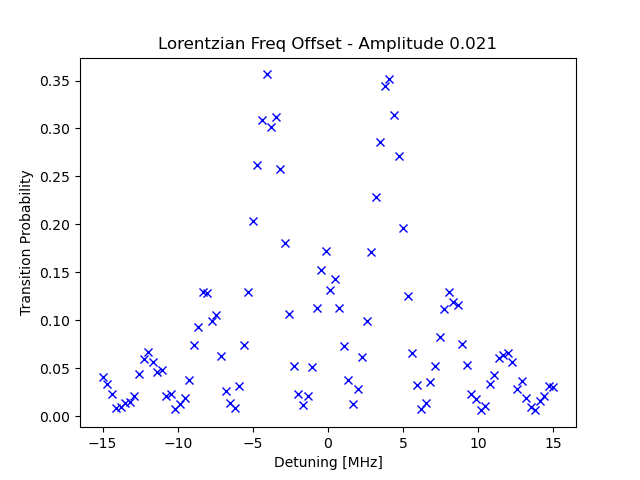 Lorentzian Freq Offset - Amplitude 0.021
Transition Probability
0.35
0.30
0.25
0.20
0.15
0.10
0.05
0.00
−15 −10 −5 0 5 10 15
Detuning [MHz]